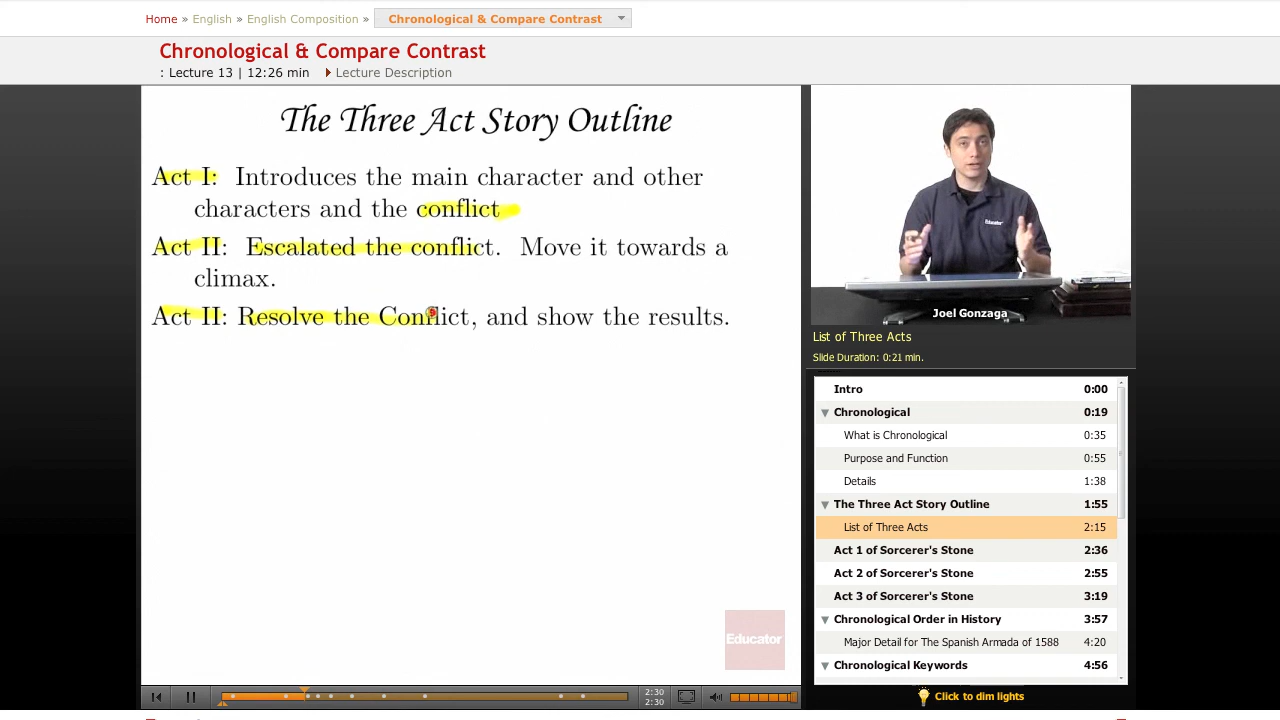 Home » English » English Composition » Chronological & Compare Contrast
Chronological & Compare Contrast
: Lecture 13 | 12:26 min Lecture Description
The Three Act Story Outline
Act I: Introduces the main character and other
characters and the conflict
Act II: Escalated the conflict. Move it towards a
climax.
Act II: Resolve the Conflict, and show the results.
Educator
2:30
2:30
Educator
Joel Gonzaga
List of Three Acts
Slide Duration: 0:21 min.
Intro 0:00
Chronological 0:19
What is Chronological 0:35
Purpose and Function 0:55
Details 1:38
The Three Act Story Outline 1:55
List of Three Acts 2:15
Act 1 of Sorcerer's Stone 2:36
Act 2 of Sorcerer's Stone 2:55
Act 3 of Sorcerer's Stone 3:19
Chronological Order in History 3:57
Major Detail for The Spanish Armada of 1588 4:20
Chronological Keywords 4:56
Click to dim lights